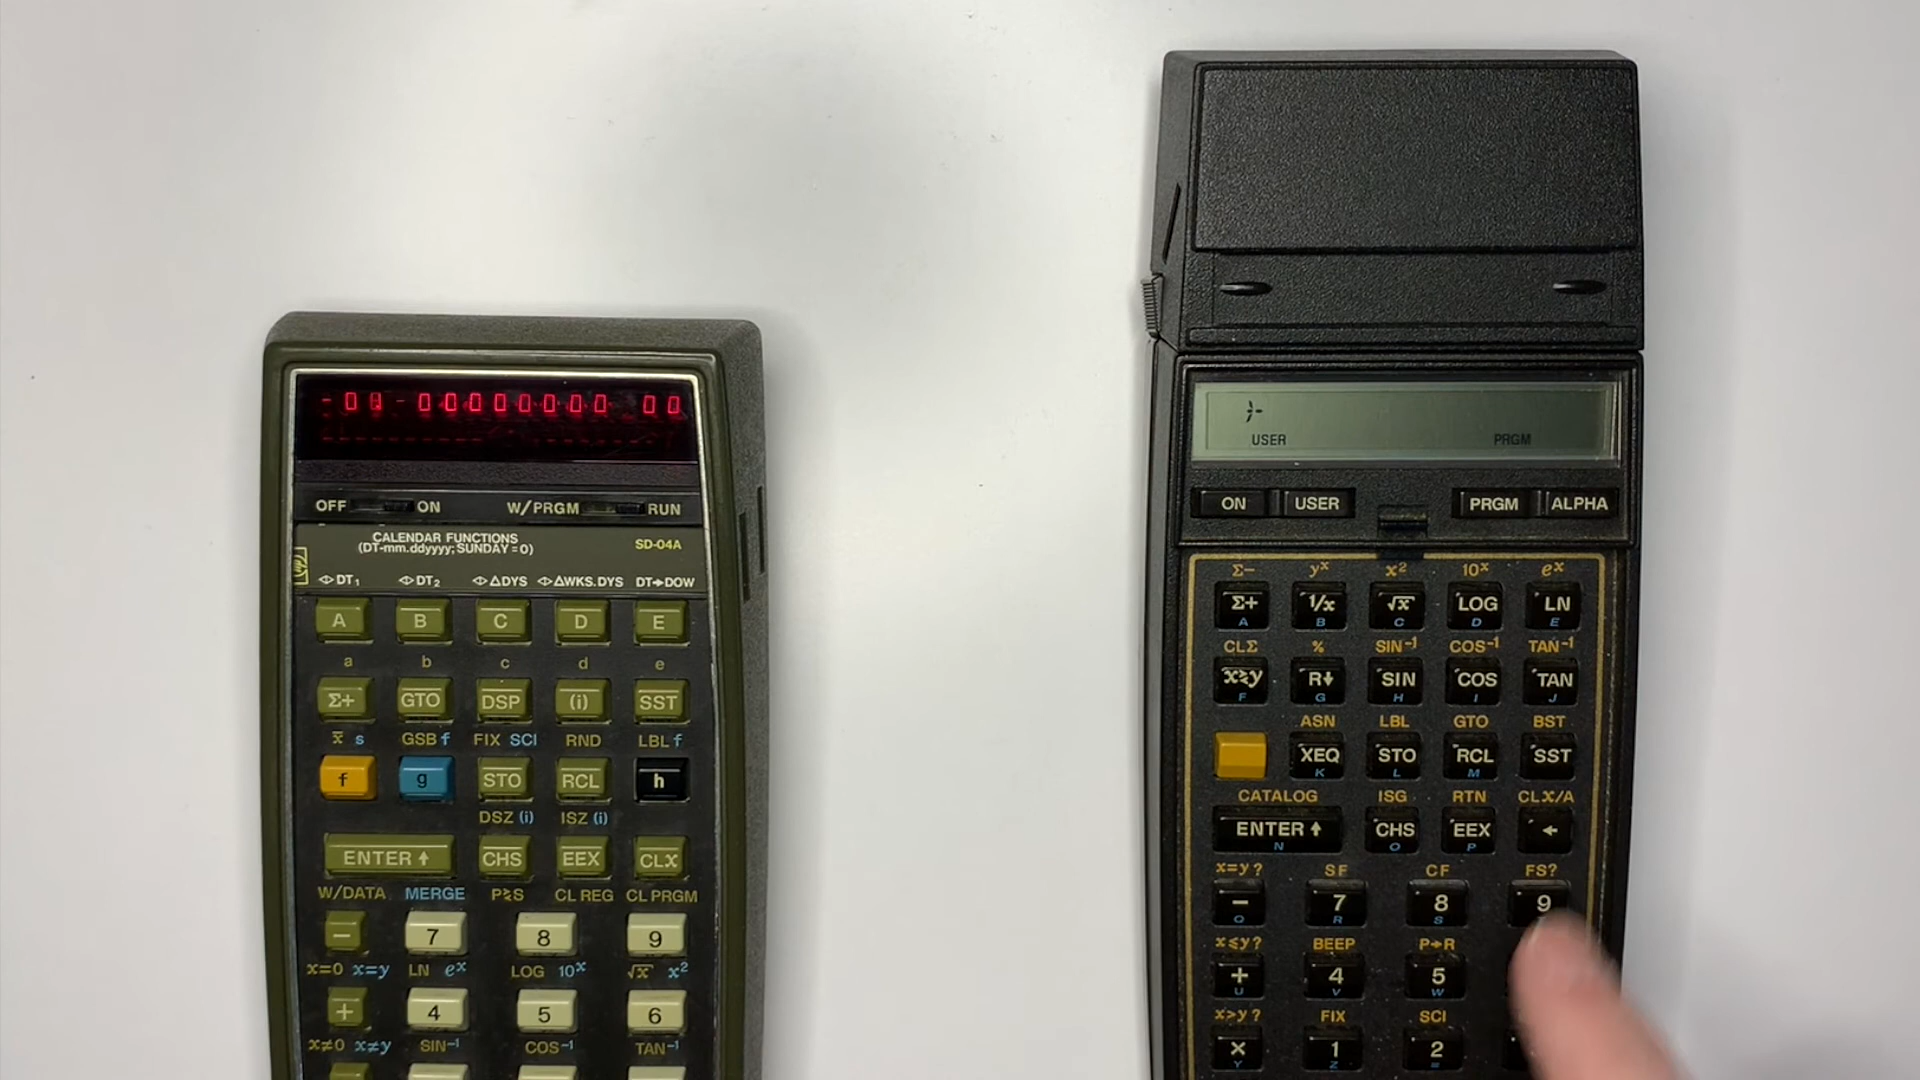 OFF ON W/PRGM RUN
CALENDAR FUNCTIONS
(DT-mm.ddyyyy; SUNDAY = 0)
SD-04A
◁▷DT₁ ◁▷DT₂ ◁▷ΔDYS ◁▷ΔWKS.DYS DT➔DOW
A B C D E
a b c d e
Σ+ GTO DSP (i) SST
x̄ s GSB f FIX SCI RND LBL f
f g STO RCL h
DSZ (i) ISZ (i)
ENTER↑ CHS EEX CLx
W/DATA MERGE P⇄S CL REG CL PRGM
− 7 8 9
x=0 x=y LN eˣ LOG 10ˣ √x x²
+ 4 5 6
x≠0 x≠y SIN⁻¹ COS⁻¹ TAN⁻¹
USER PRGM
ON USER PRGM ALPHA
Σ− yˣ x² 10ˣ eˣ
Σ+ 1/x √x LOG LN
A B C D E
CLΣ % SIN⁻¹ COS⁻¹ TAN⁻¹
x≷y R↓ SIN COS TAN
F G H I J
ASN LBL GTO BST
XEQ STO RCL SST
K L M
CATALOG ISG RTN CLX/A
ENTER↑ CHS EEX ←
N O P
x=y? SF CF FS?
− 7 8 9
Q R S
x≤y? BEEP P➔R
+ 4 5
U V W
x>y? FIX SCI
× 1 2
Y Z =